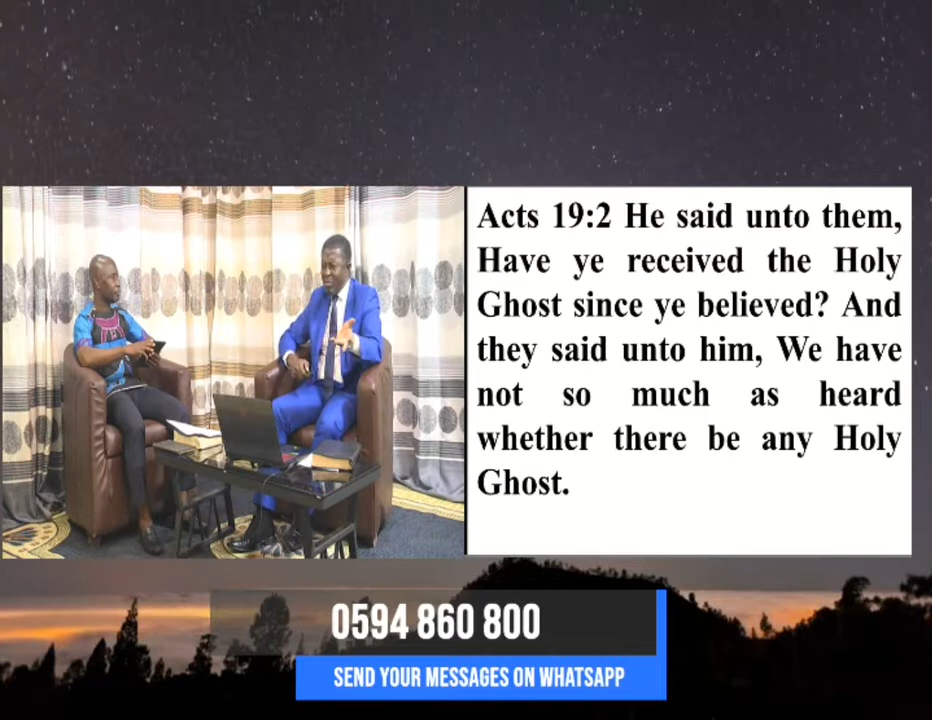 Acts 19:2 He said unto them,
Have ye received the Holy
Ghost since ye believed? And
they said unto him, We have
not so much as heard
whether there be any Holy
Ghost.
0594 860 800
SEND YOUR MESSAGES ON WHATSAPP